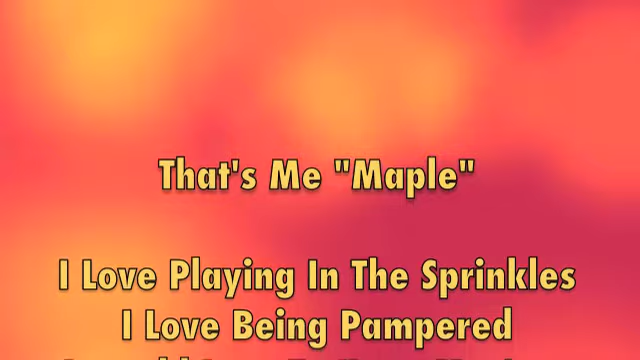 That's Me "Maple"
I Love Playing In The Sprinkles
I Love Being Pampered